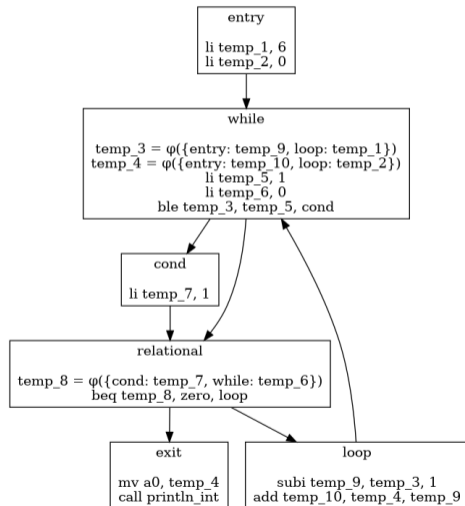 entry
li temp_1, 6
li temp_2, 0
while
temp_3 = φ({entry: temp_9, loop: temp_1})
temp_4 = φ({entry: temp_10, loop: temp_2})
li temp_5, 1
li temp_6, 0
ble temp_3, temp_5, cond
cond
li temp_7, 1
relational
temp_8 = φ({cond: temp_7, while: temp_6})
beq temp_8, zero, loop
exit
mv a0, temp_4
call println_int
loop
subi temp_9, temp_3, 1
add temp_10, temp_4, temp_9